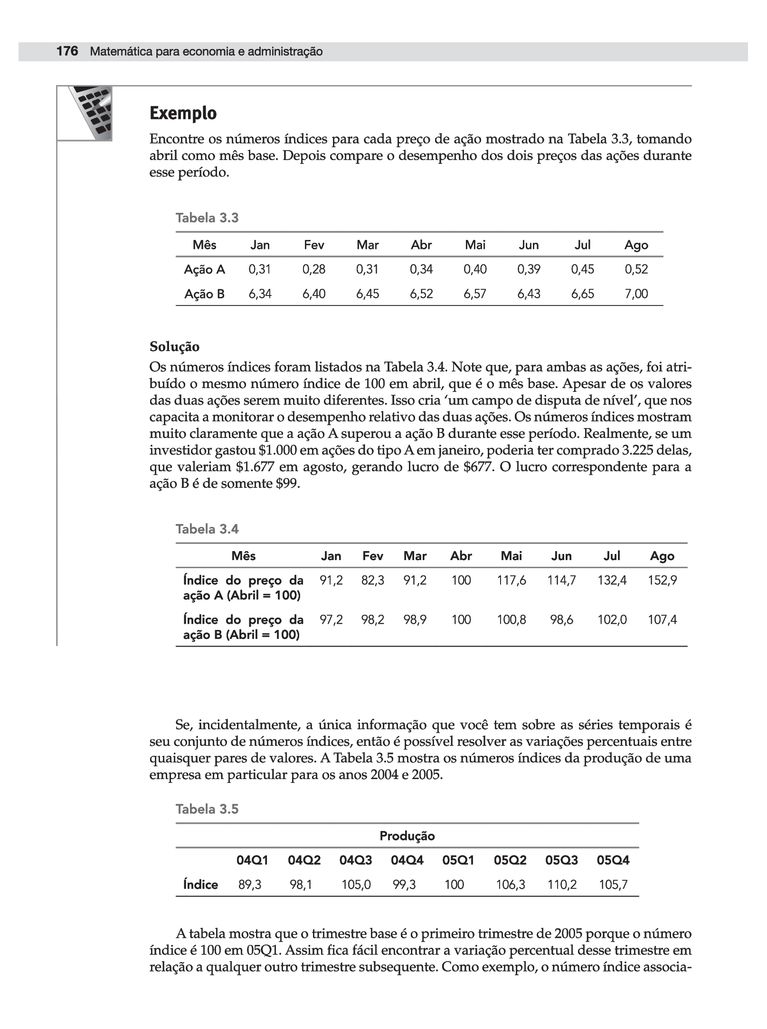 176 Matemática para economia e administração
Exemplo
Encontre os números índices para cada preço de ação mostrado na Tabela 3.3, tomando
abril como mês base. Depois compare o desempenho dos dois preços das ações durante
esse período.
Tabela 3.3
Mês Jan Fev Mar Abr Mai Jun Jul Ago
Ação A 0,31 0,28 0,31 0,34 0,40 0,39 0,45 0,52
Ação B 6,34 6,40 6,45 6,52 6,57 6,43 6,65 7,00
Solução
Os números índices foram listados na Tabela 3.4. Note que, para ambas as ações, foi atri-
buído o mesmo número índice de 100 em abril, que é o mês base. Apesar de os valores
das duas ações serem muito diferentes. Isso cria ‘um campo de disputa de nível’, que nos
capacita a monitorar o desempenho relativo das duas ações. Os números índices mostram
muito claramente que a ação A superou a ação B durante esse período. Realmente, se um
investidor gastou $1.000 em ações do tipo A em janeiro, poderia ter comprado 3.225 delas,
que valeriam $1.677 em agosto, gerando lucro de $677. O lucro correspondente para a
ação B é de somente $99.
Tabela 3.4
Mês Jan Fev Mar Abr Mai Jun Jul Ago
Índice do preço da 91,2 82,3 91,2 100 117,6 114,7 132,4 152,9
ação A (Abril = 100)
Índice do preço da 97,2 98,2 98,9 100 100,8 98,6 102,0 107,4
ação B (Abril = 100)
Se, incidentalmente, a única informação que você tem sobre as séries temporais é
seu conjunto de números índices, então é possível resolver as variações percentuais entre
quaisquer pares de valores. A Tabela 3.5 mostra os números índices da produção de uma
empresa em particular para os anos 2004 e 2005.
Tabela 3.5
Produção
04Q1 04Q2 04Q3 04Q4 05Q1 05Q2 05Q3 05Q4
Índice 89,3 98,1 105,0 99,3 100 106,3 110,2 105,7
A tabela mostra que o trimestre base é o primeiro trimestre de 2005 porque o número
índice é 100 em 05Q1. Assim fica fácil encontrar a variação percentual desse trimestre em
relação a qualquer outro trimestre subsequente. Como exemplo, o número índice associa-